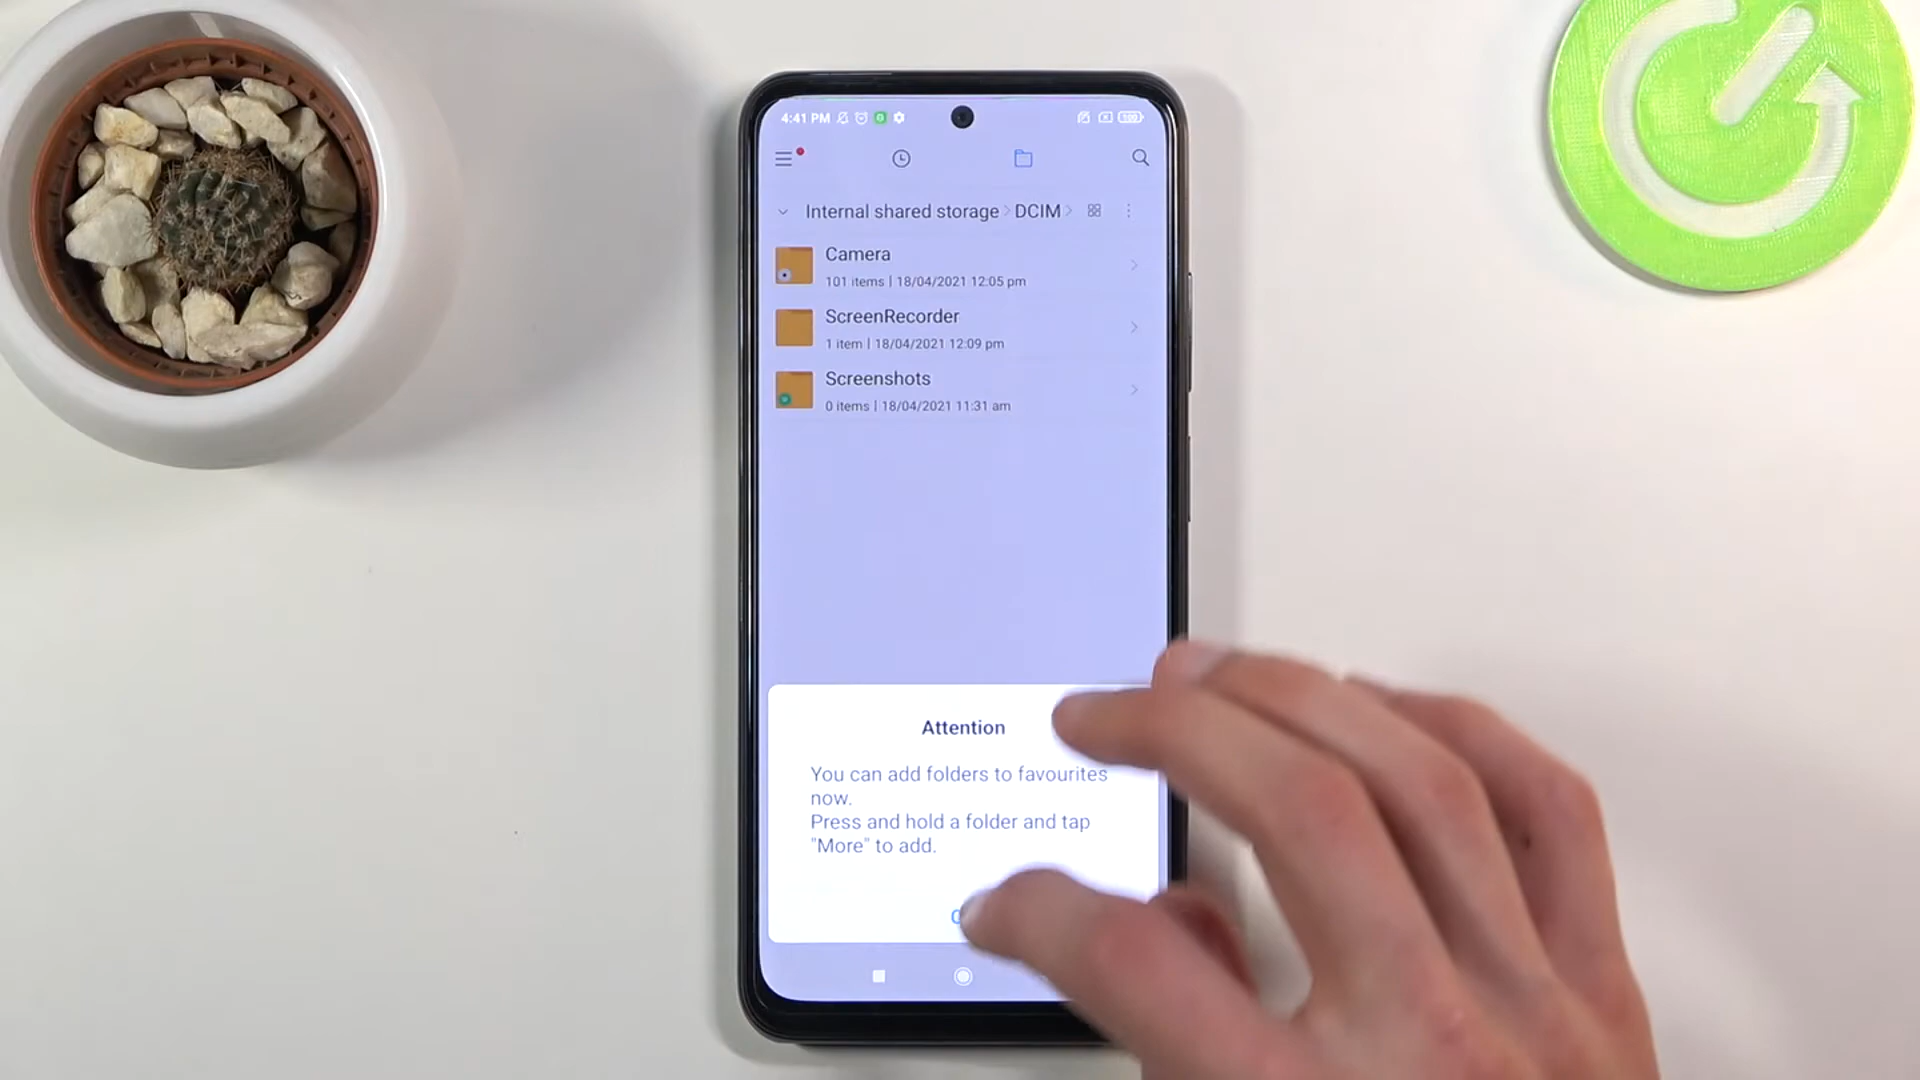 4:41 PM 100
Internal shared storage DCIM
Camera
101 items | 18/04/2021 12:05 pm
ScreenRecorder
1 item | 18/04/2021 12:09 pm
Screenshots
0 items | 18/04/2021 11:31 am
Attention
You can add folders to favourites
now.
Press and hold a folder and tap
"More" to add.